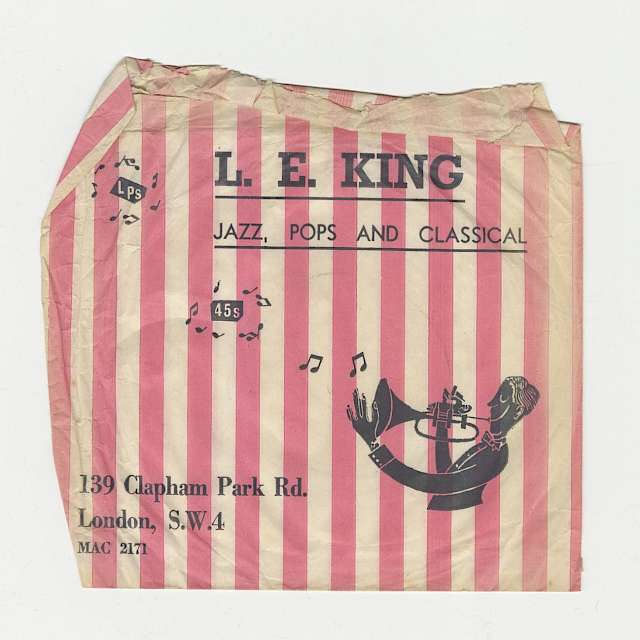 L. E. KING
JAZZ, POPS AND CLASSICAL
LPs
45s
139 Clapham Park Rd.
London, S.W.4
MAC 2171